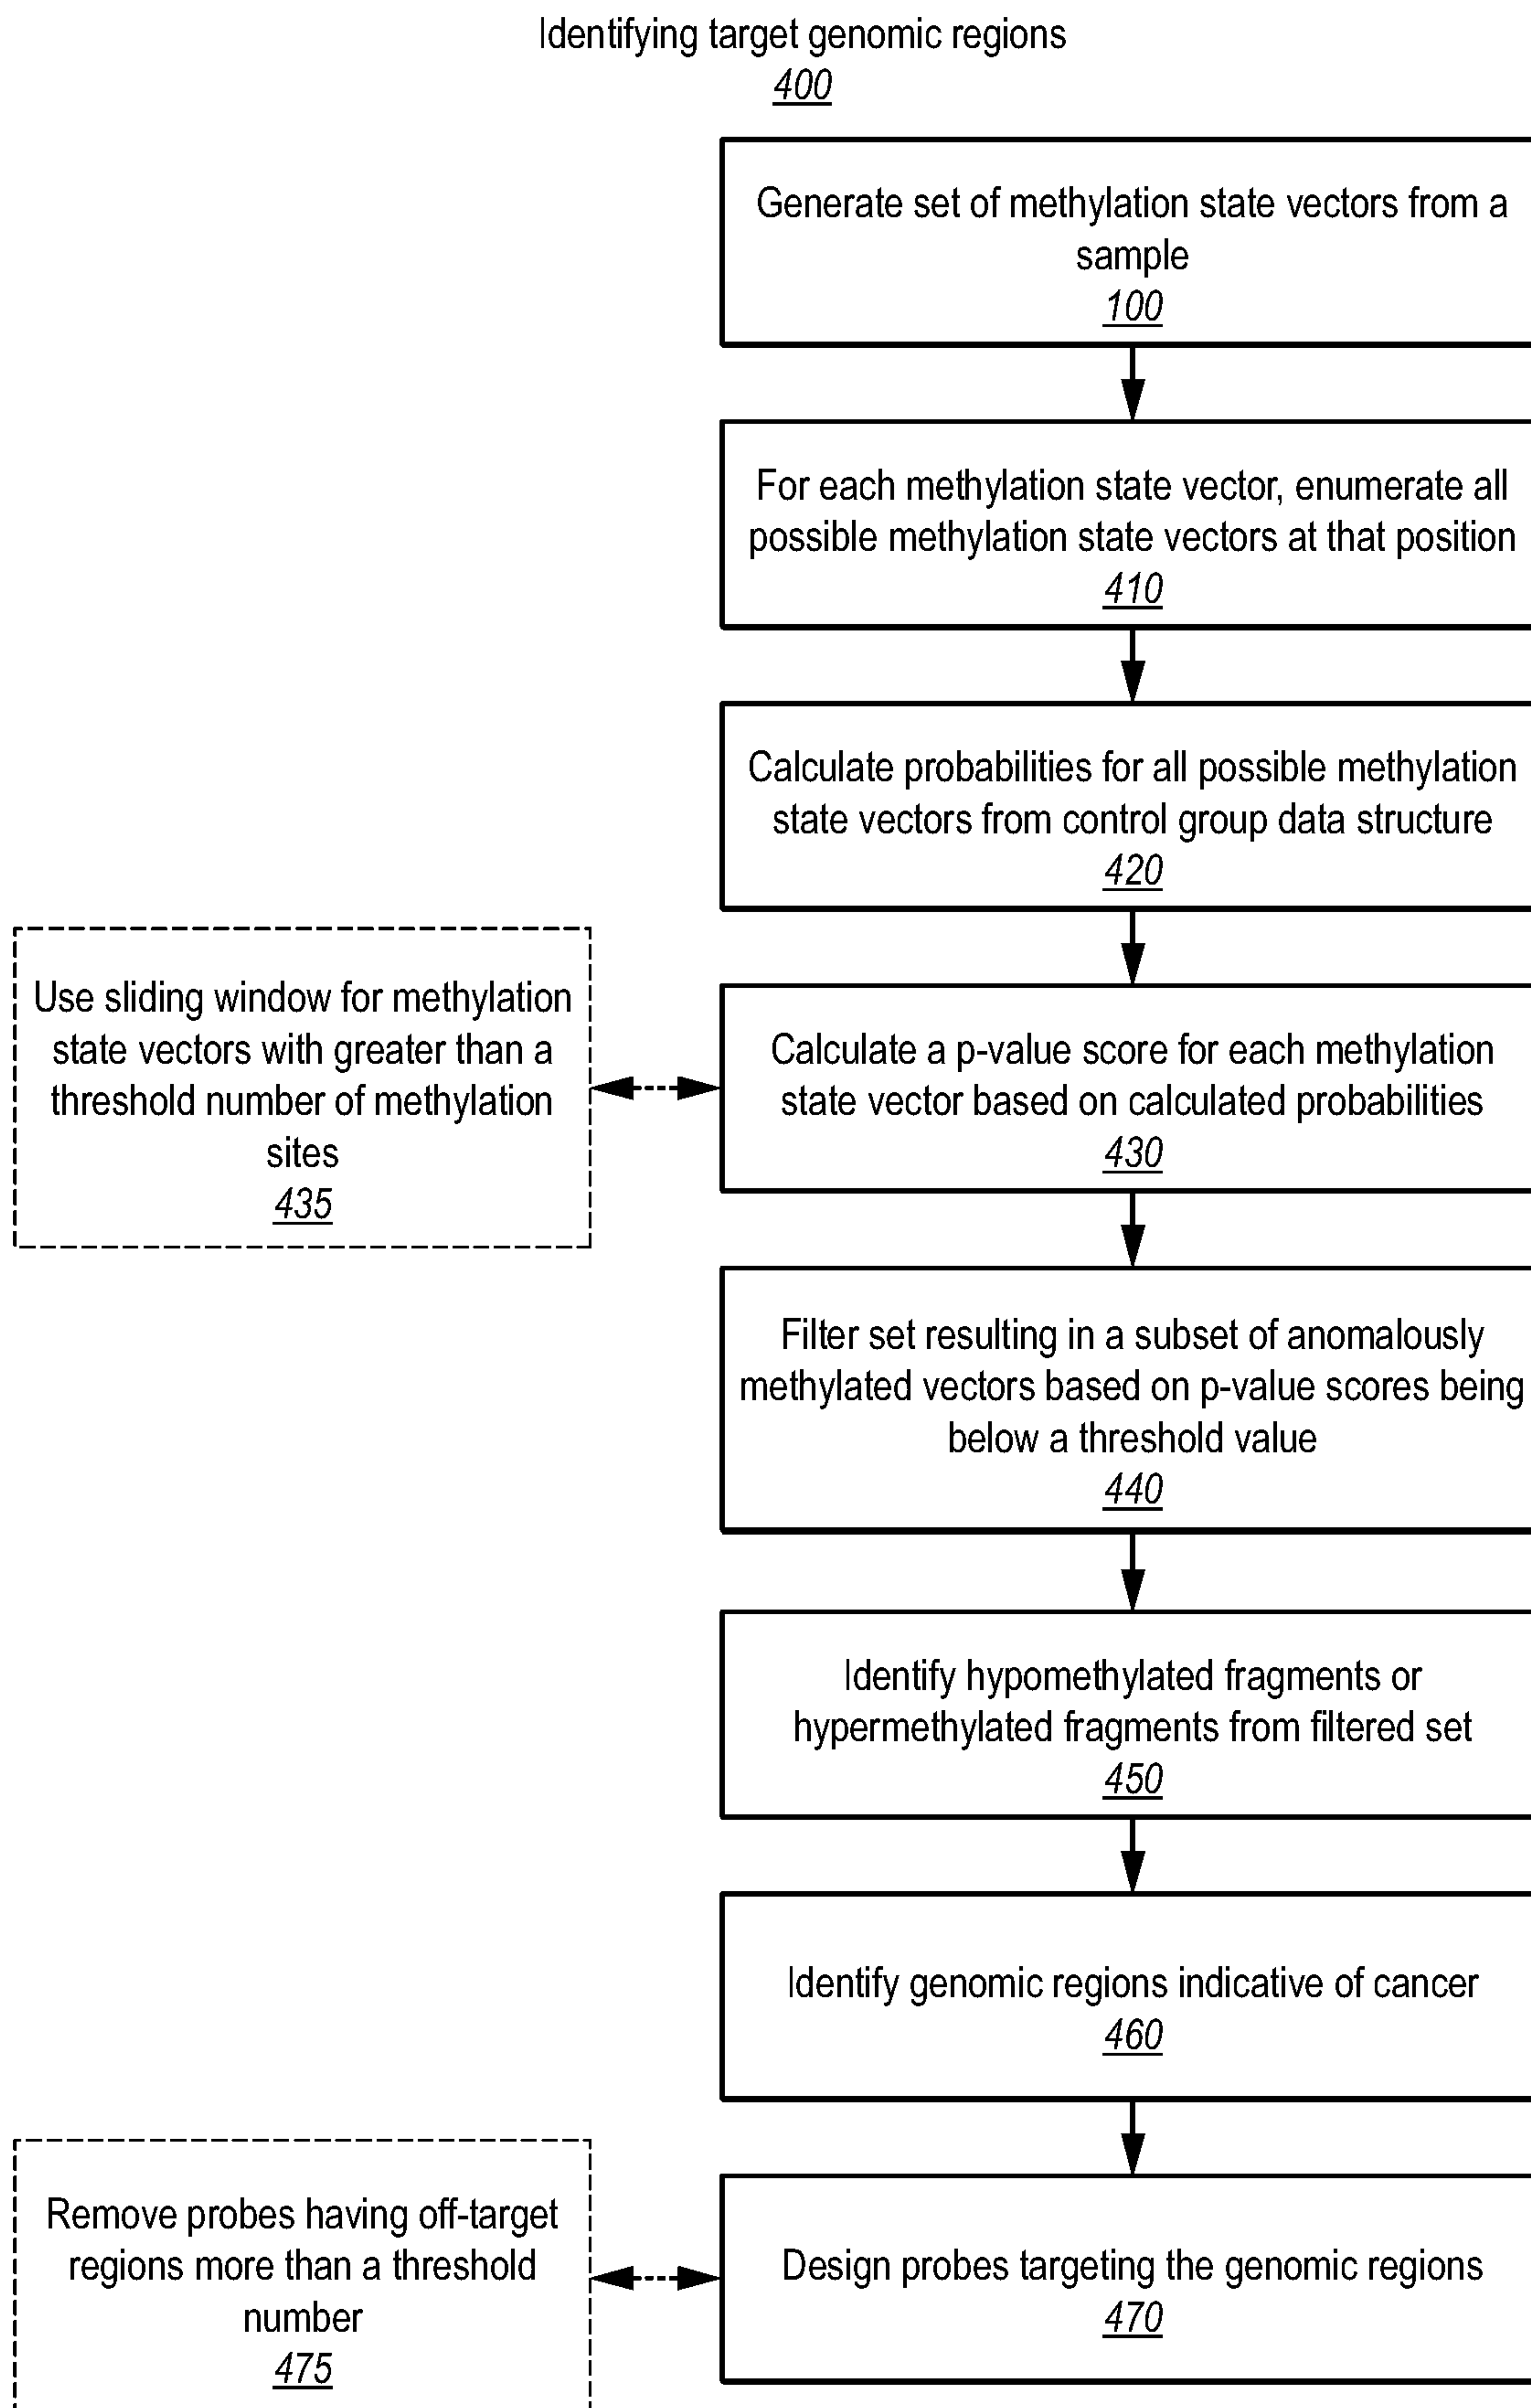 Identifying target genomic regions
400
Generate set of methylation state vectors from a
sample
100
For each methylation state vector, enumerate all
possible methylation state vectors at that position
410
Calculate probabilities for all possible methylation
state vectors from control group data structure
420
Use sliding window for methylation
state vectors with greater than a
threshold number of methylation
sites
435
Calculate a p-value score for each methylation
state vector based on calculated probabilities
430
Filter set resulting in a subset of anomalously
methylated vectors based on p-value scores being
below a threshold value
440
Identify hypomethylated fragments or
hypermethylated fragments from filtered set
450
Identify genomic regions indicative of cancer
460
Remove probes having off-target
regions more than a threshold
number
475
Design probes targeting the genomic regions
470